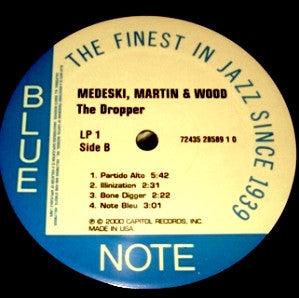 THE FINEST IN JAZZ SINCE 1939
MEDESKI, MARTIN & WOOD
The Dropper
LP 1
72435 28589 1 0
Side B
1. Partido Alto 5:42
2. Illinization 2:31
3. Bone Digger 2:22
4. Note Bleu 3:01
℗ © 2000 CAPITOL RECORDS, INC.
MADE IN USA.
BLUE
NOTE